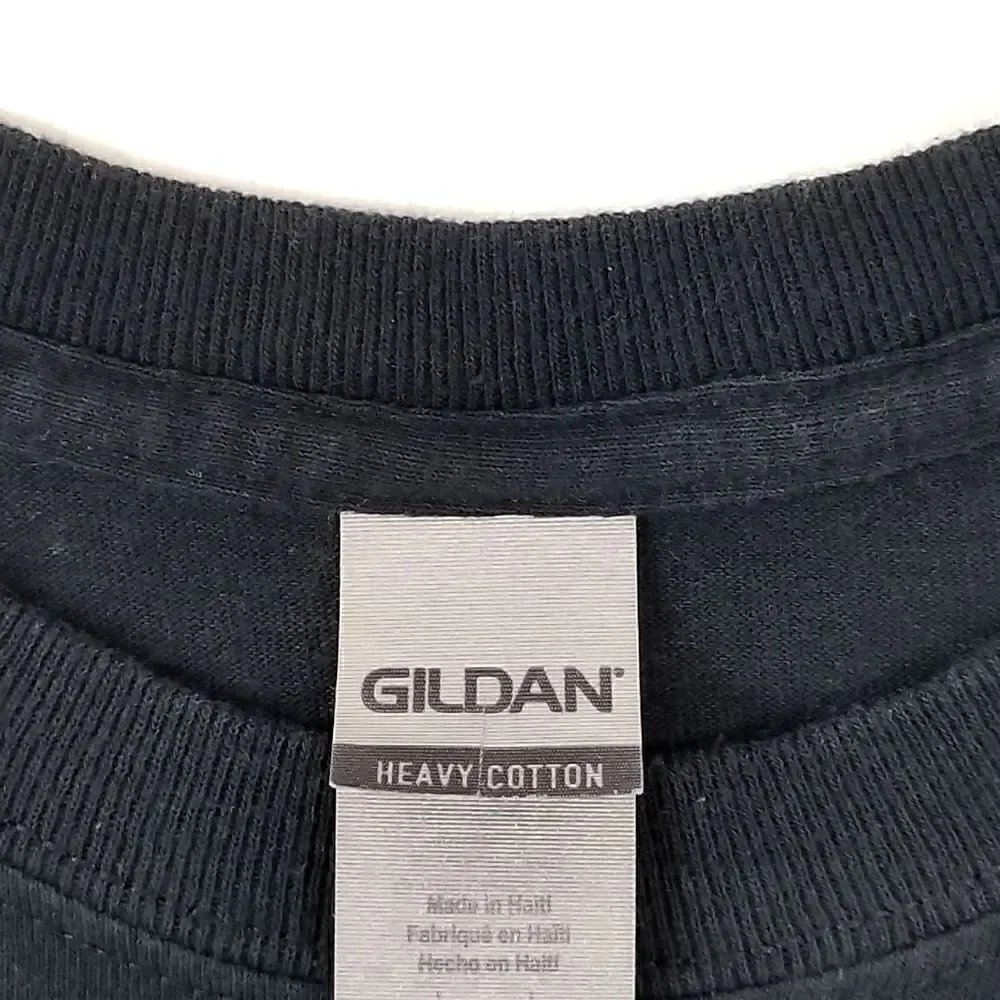 GILDAN®
HEAVY COTTON
Made in Haiti
Fabriqué en Haïti
Hecho en Haití